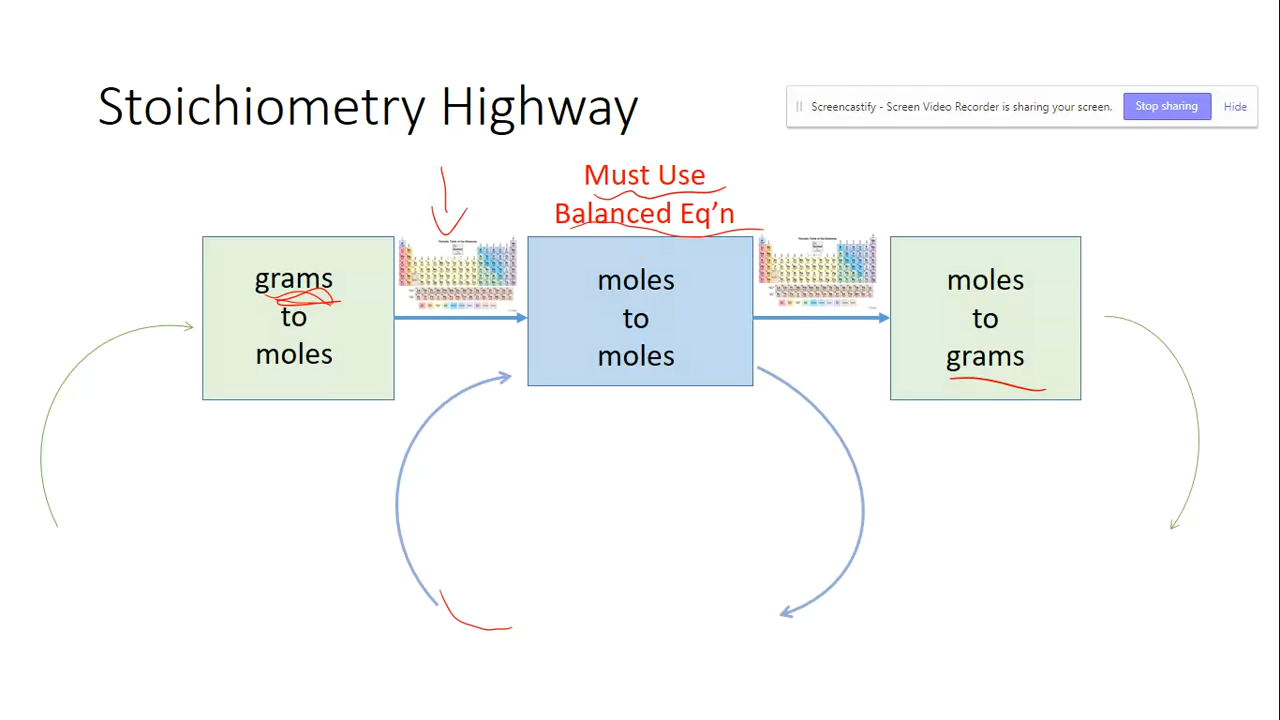 Stoichiometry Highway
Screencastify - Screen Video Recorder is sharing your screen.
Stop sharing
Hide
Must Use
Balanced Eq'n
grams
to
moles
moles
to
moles
moles
to
grams